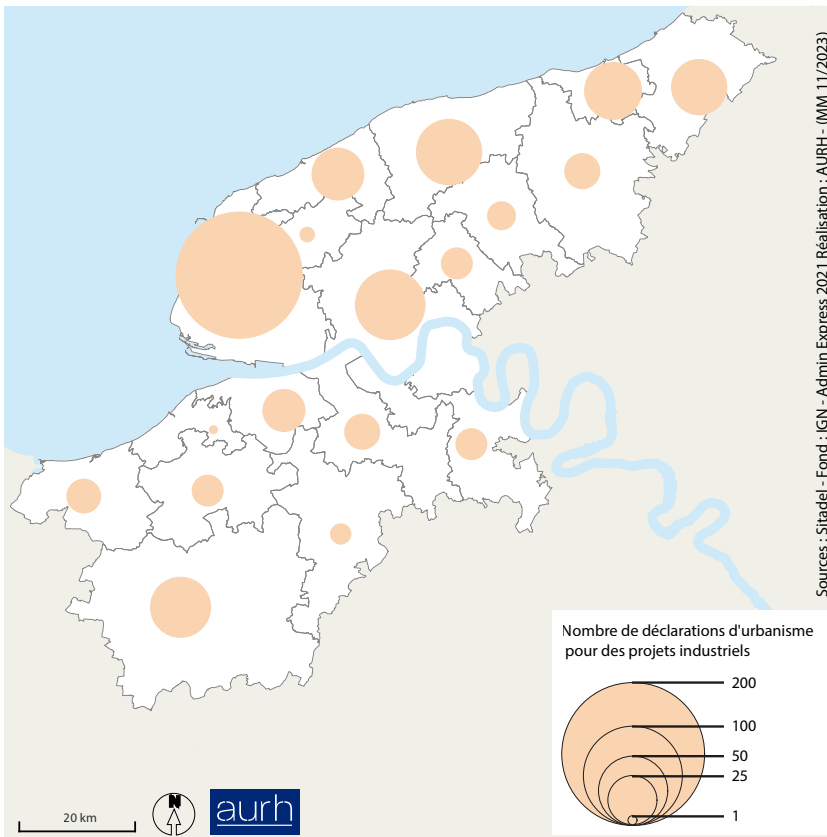 Sources : Sitadel - Fond : IGN - Admin Express 2021 Réalisation : AURH - (MM 11/2023)
Nombre de déclarations d'urbanisme
pour des projets industriels
200
100
50
25
1
20 km
N
aurh